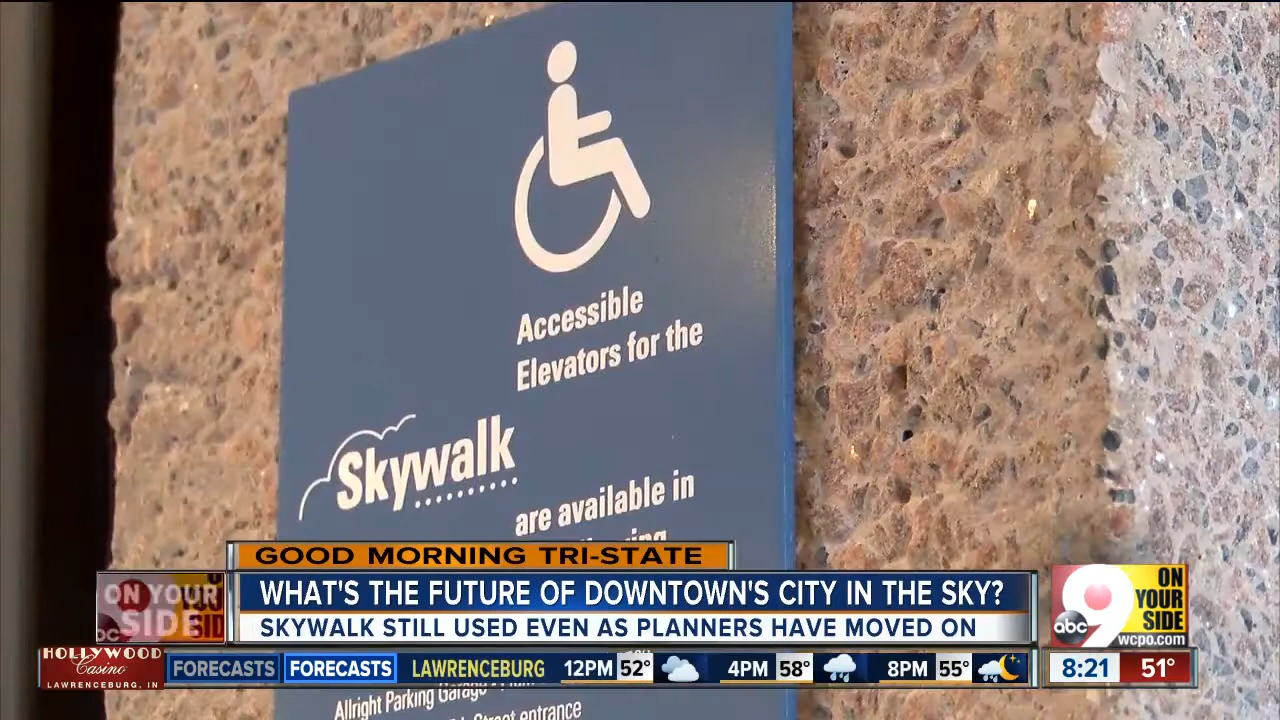 Accessible
Elevators for the
Skywalk
are available in
GOOD MORNING TRI-STATE
WHAT'S THE FUTURE OF DOWNTOWN'S CITY IN THE SKY?
SKYWALK STILL USED EVEN AS PLANNERS HAVE MOVED ON
ON YOUR
SIDE
abc 9 ON
YOUR
SIDE
wcpo.com
HOLLYWOOD
Casino
LAWRENCEBURG, IN
FORECASTS FORECASTS LAWRENCEBURG 12PM 52° 4PM 58° 8PM 55°
8:21 51°
Allright Parking Garage
Street entrance